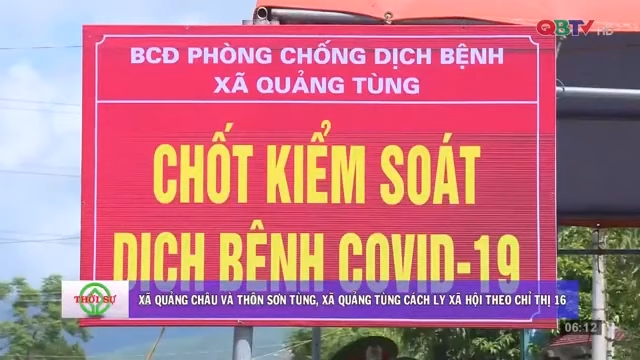 QBTV HD
BCĐ PHÒNG CHỐNG DỊCH BỆNH
XÃ QUẢNG TÙNG
CHỐT KIỂM SOÁT
DỊCH BỆNH COVID-19
THỜI SỰ
XÃ QUẢNG CHÂU VÀ THÔN SƠN TÙNG, XÃ QUẢNG TÙNG CÁCH LY XÃ HỘI THEO CHỈ THỊ 16
06:12